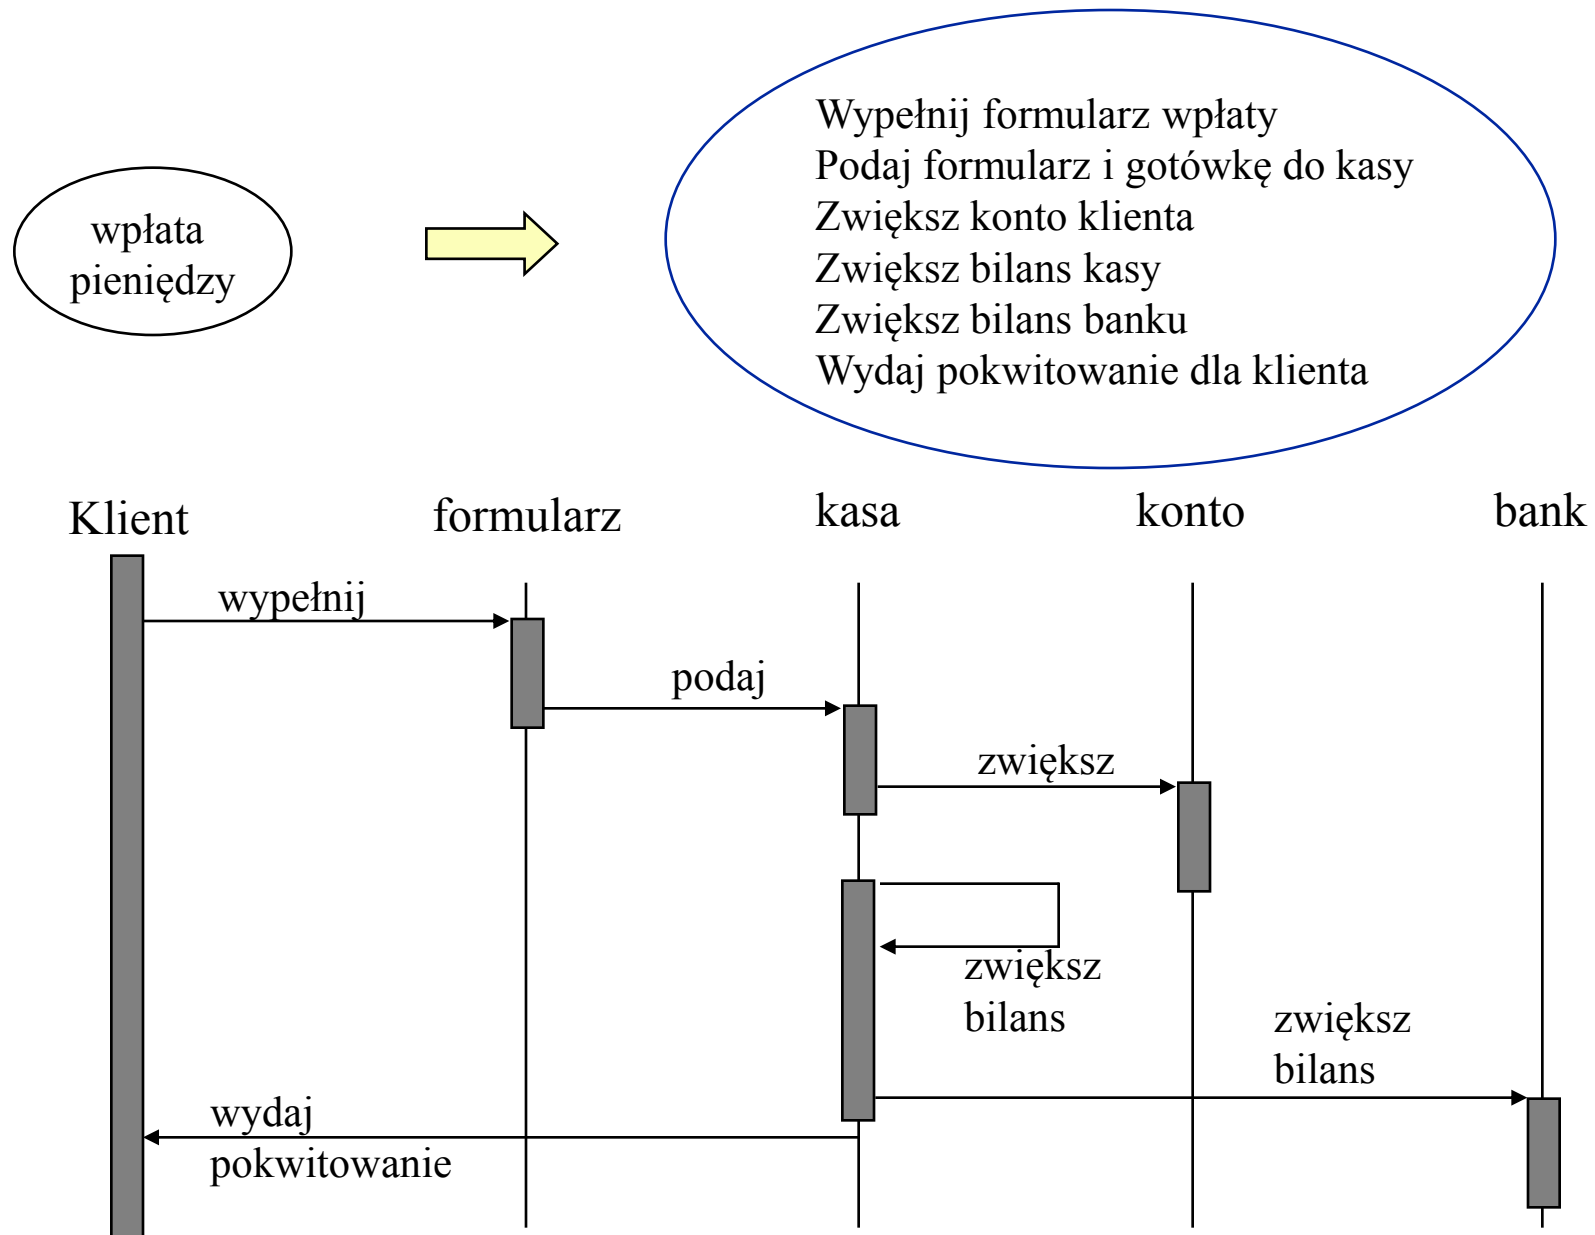 wpłata
pieniędzy
Wypełnij formularz wpłaty
Podaj formularz i gotówkę do kasy
Zwiększ konto klienta
Zwiększ bilans kasy
Zwiększ bilans banku
Wydaj pokwitowanie dla klienta
Klient
formularz
kasa
konto
bank
wypełnij
podaj
zwiększ
zwiększ
bilans
zwiększ
bilans
wydaj
pokwitowanie